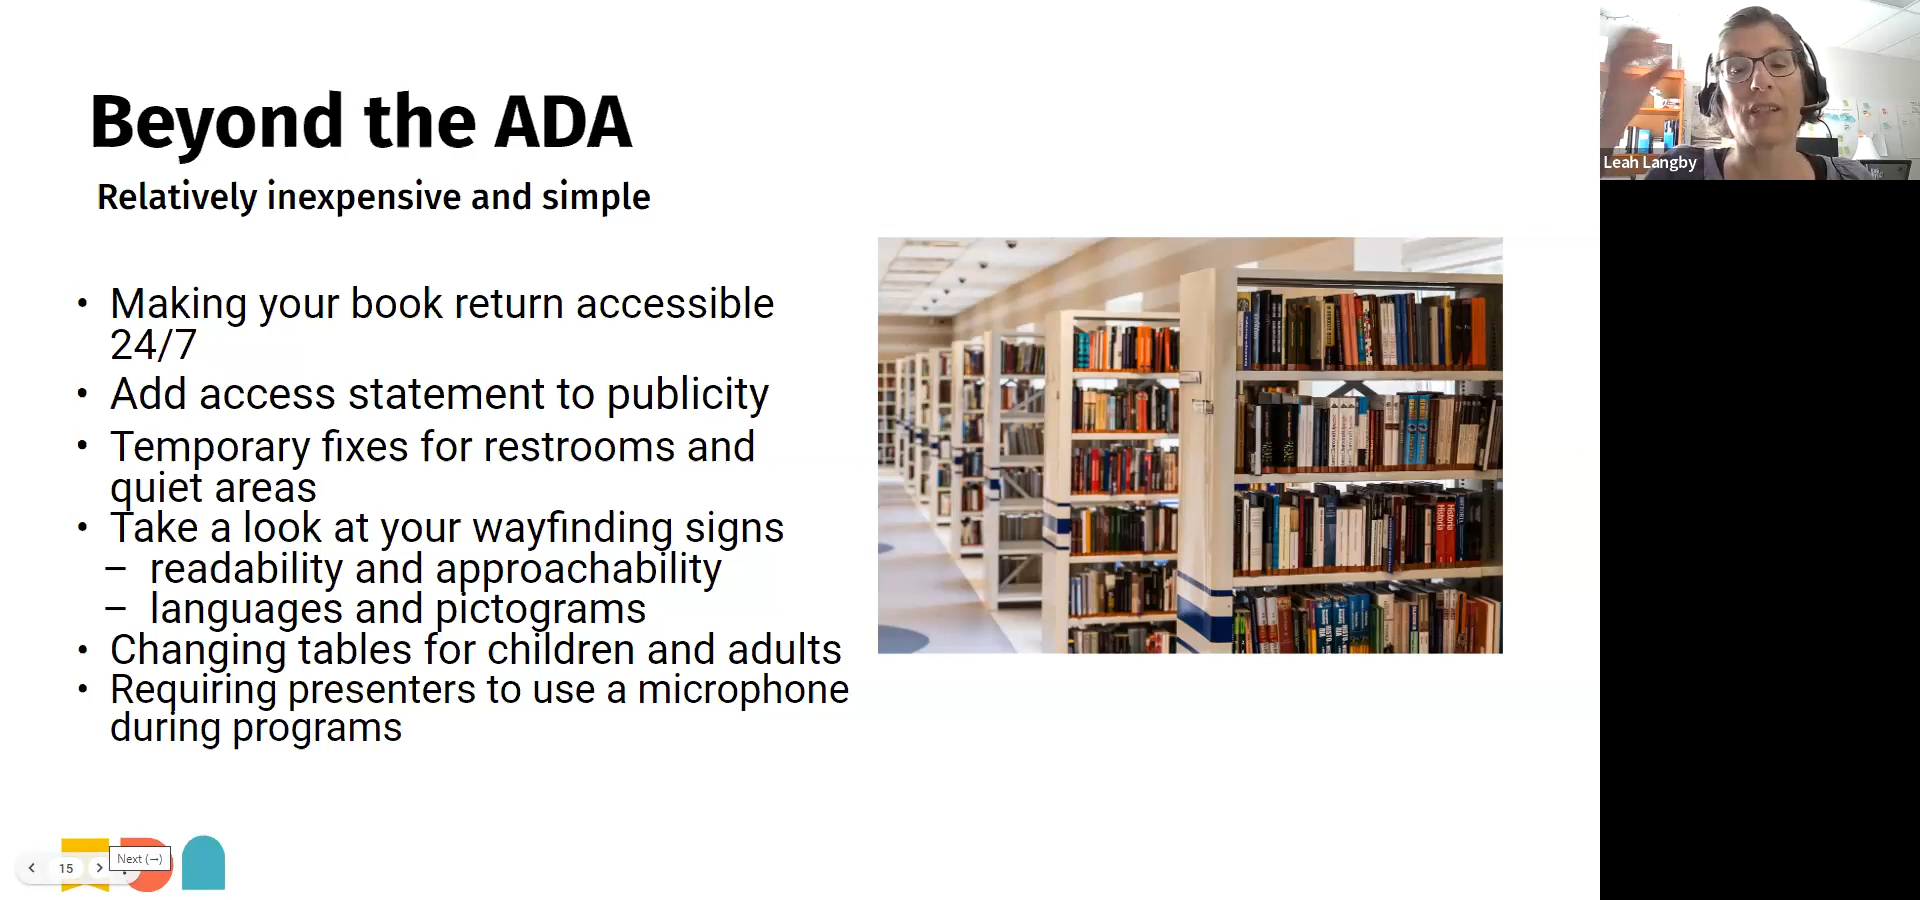 Beyond the ADA
Relatively inexpensive and simple
• Making your book return accessible
24/7
• Add access statement to publicity
• Temporary fixes for restrooms and
quiet areas
• Take a look at your wayfinding signs
– readability and approachability
– languages and pictograms
• Changing tables for children and adults
• Requiring presenters to use a microphone
during programs
Leah Langby
Next (→)
15